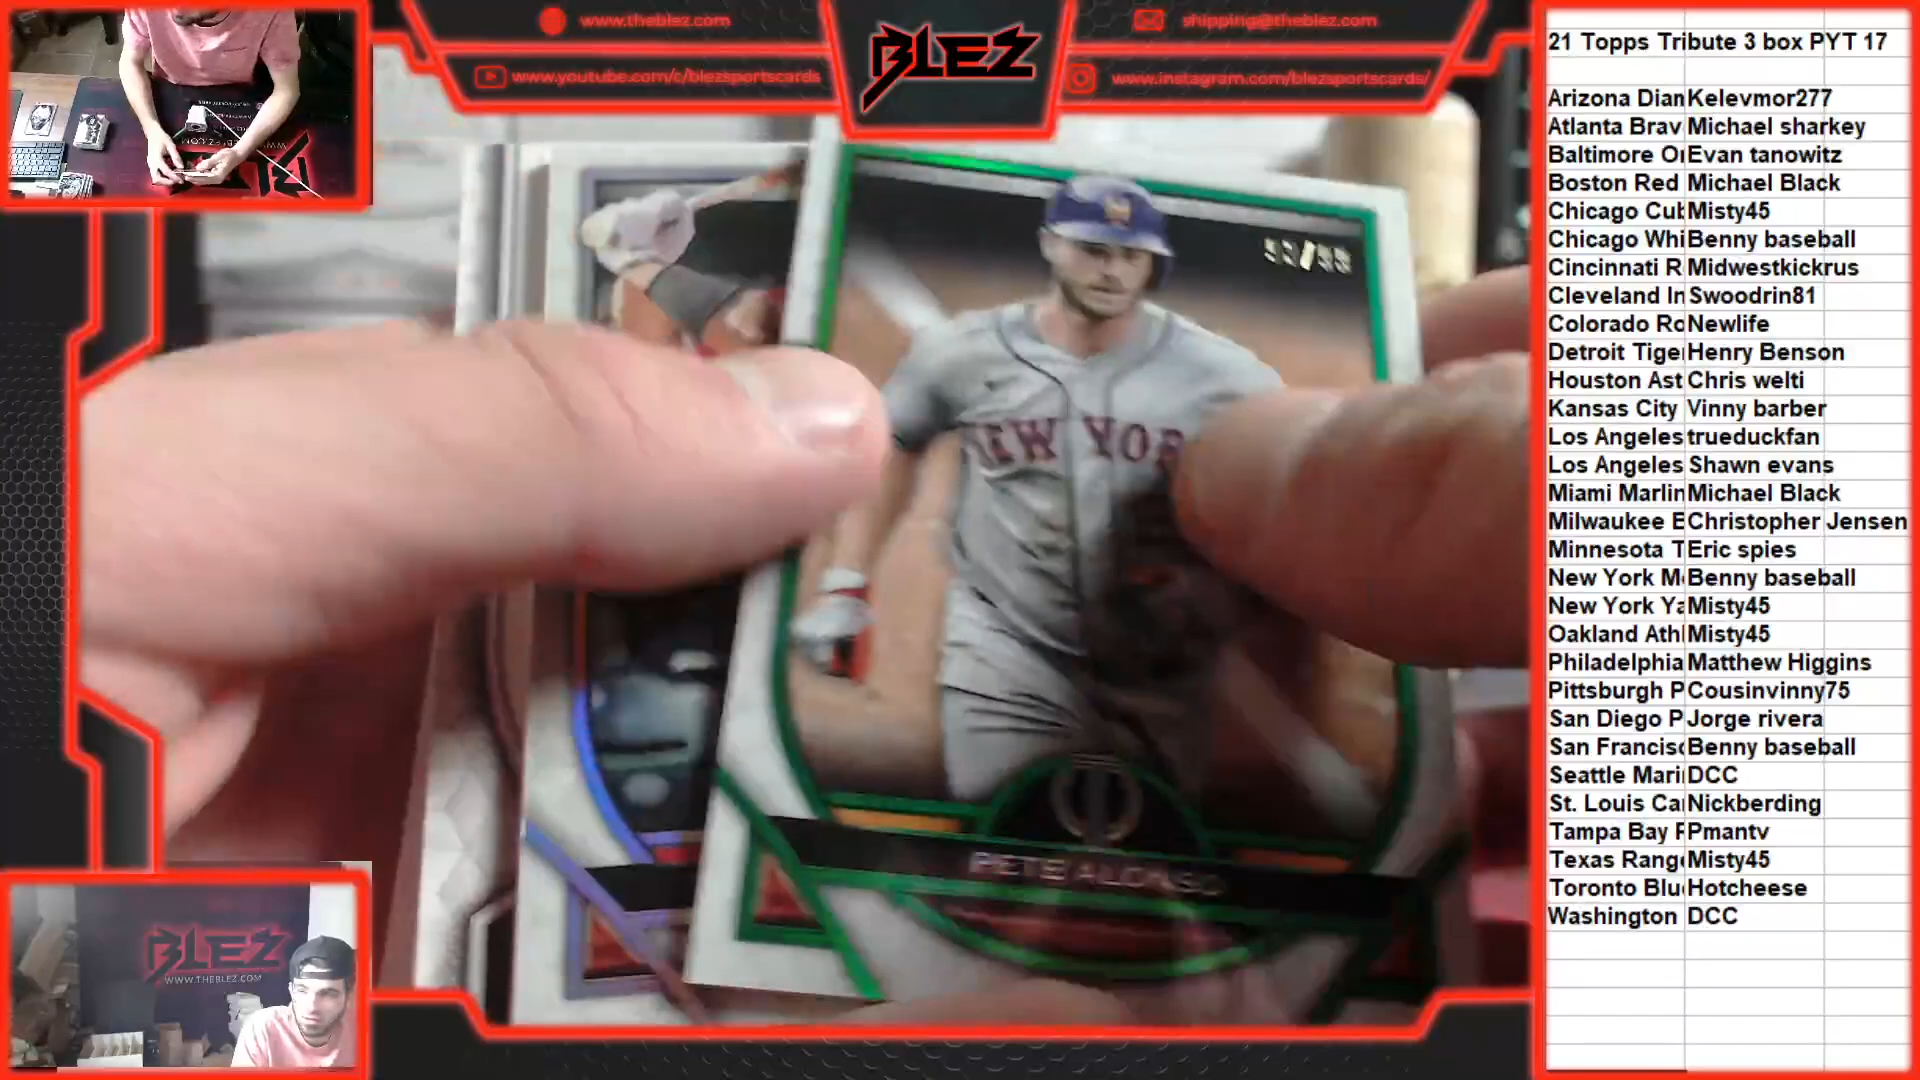 www.theblez.com
shipping@theblez.com
www.youtube.com/c/blezsportscards
www.instagram.com/blezsportscards/
BLEZ
NEW YOR
PETE ALONSO
BLEZ
WWW.THEBLEZ.COM
21 Topps Tribute 3 box PYT 17
Arizona Diam Kelevmor277
Atlanta Brav Michael sharkey
Baltimore Or Evan tanowitz
Boston Red Michael Black
Chicago Cub Misty45
Chicago Whi Benny baseball
Cincinnati R Midwestkickrus
Cleveland In Swoodrin81
Colorado Ro Newlife
Detroit Tige Henry Benson
Houston Ast Chris welti
Kansas City Vinny barber
Los Angeles trueduckfan
Los Angeles Shawn evans
Miami Marlin Michael Black
Milwaukee B Christopher Jensen
Minnesota T Eric spies
New York Me Benny baseball
New York Ya Misty45
Oakland Athl Misty45
Philadelphia Matthew Higgins
Pittsburgh P Cousinvinny75
San Diego P Jorge rivera
San Francisc Benny baseball
Seattle Mari DCC
St. Louis Ca Nickberding
Tampa Bay R Pmantv
Texas Range Misty45
Toronto Blu Hotcheese
Washington DCC